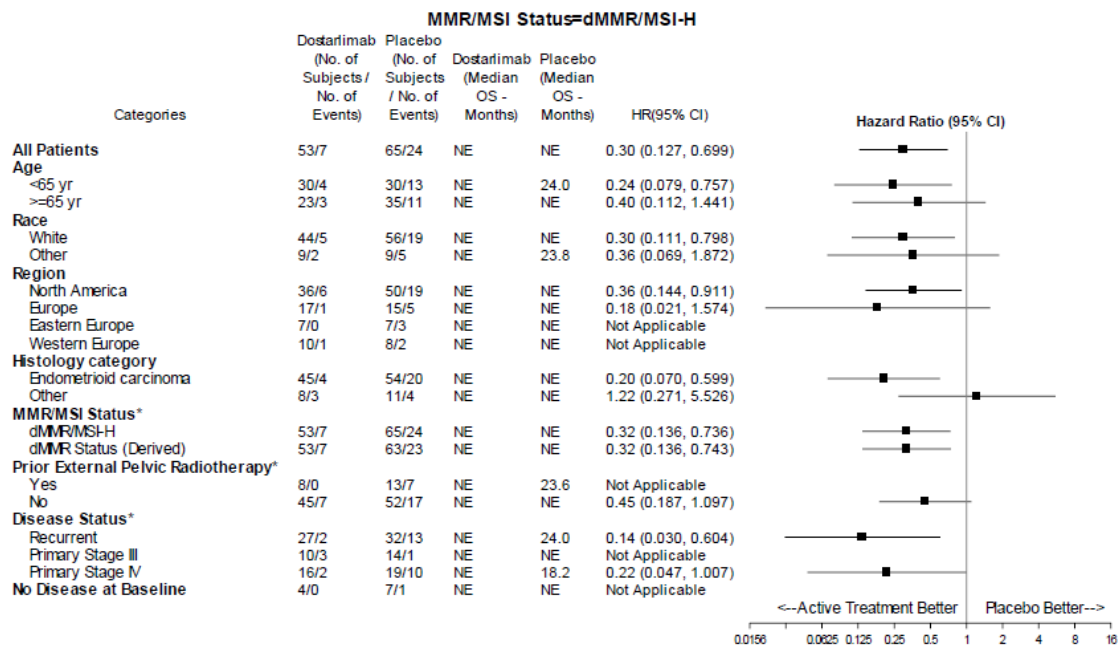 MMR/MSI Status=dMMR/MSI-H
Dostarlimab Placebo
(No. of (No. of Dostarlimab Placebo
Subjects / Subjects (Median (Median
No. of / No. of OS - OS -
Categories Events) Events) Months) Months) HR(95% CI) Hazard Ratio (95% CI)
All Patients 53/7 65/24 NE NE 0.30 (0.127, 0.699)
Age
<65 yr 30/4 30/13 NE 24.0 0.24 (0.079, 0.757)
>=65 yr 23/3 35/11 NE NE 0.40 (0.112, 1.441)
Race
White 44/5 56/19 NE NE 0.30 (0.111, 0.798)
Other 9/2 9/5 NE 23.8 0.36 (0.069, 1.872)
Region
North America 36/6 50/19 NE NE 0.36 (0.144, 0.911)
Europe 17/1 15/5 NE NE 0.18 (0.021, 1.574)
Eastern Europe 7/0 7/3 NE NE Not Applicable
Western Europe 10/1 8/2 NE NE Not Applicable
Histology category
Endometrioid carcinoma 45/4 54/20 NE NE 0.20 (0.070, 0.599)
Other 8/3 11/4 NE NE 1.22 (0.271, 5.526)
MMR/MSI Status*
dMMR/MSI-H 53/7 65/24 NE NE 0.32 (0.136, 0.736)
dMMR Status (Derived) 53/7 63/23 NE NE 0.32 (0.136, 0.743)
Prior External Pelvic Radiotherapy*
Yes 8/0 13/7 NE 23.6 Not Applicable
No 45/7 52/17 NE NE 0.45 (0.187, 1.097)
Disease Status*
Recurrent 27/2 32/13 NE 24.0 0.14 (0.030, 0.604)
Primary Stage III 10/3 14/1 NE NE Not Applicable
Primary Stage IV 16/2 19/10 NE 18.2 0.22 (0.047, 1.007)
No Disease at Baseline 4/0 7/1 NE NE Not Applicable
<--Active Treatment Better Placebo Better-->
0.0156 0.0625 0.125 0.25 0.5 1 2 4 8 16